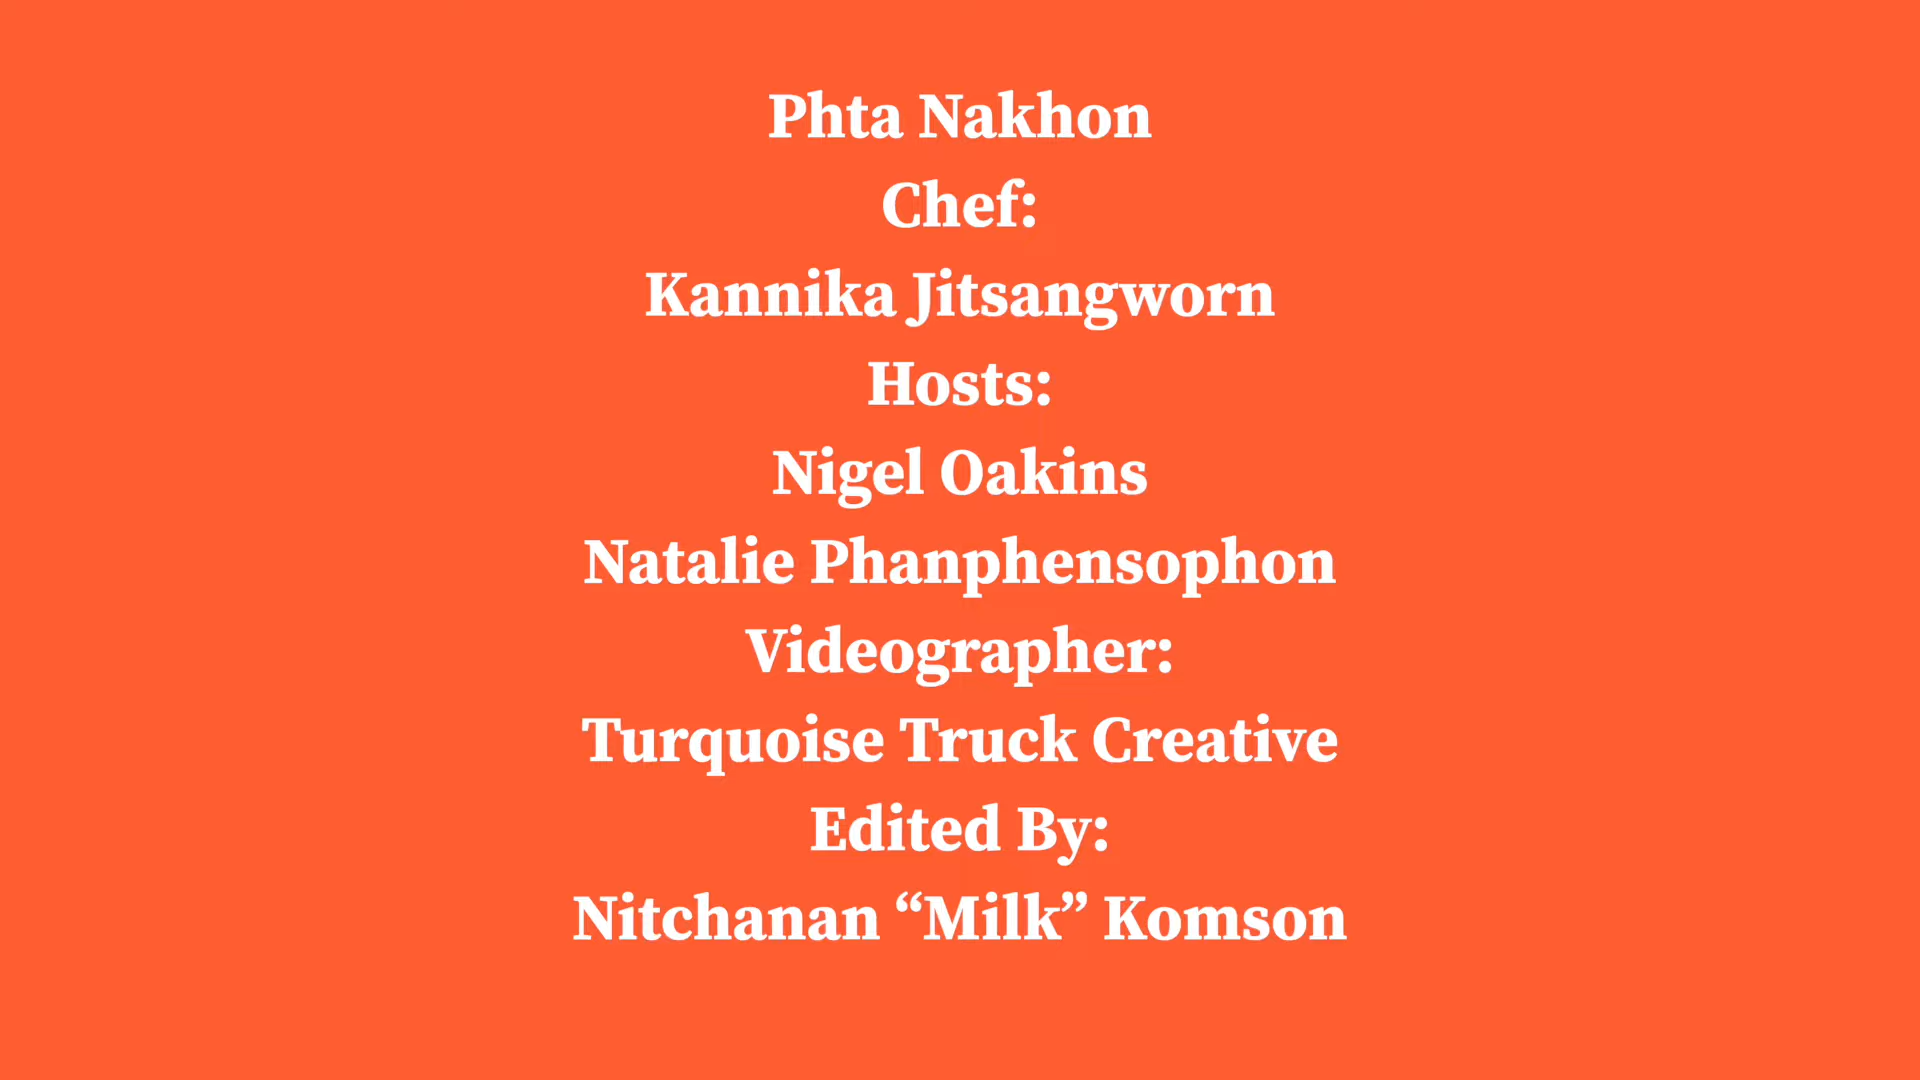 Phta Nakhon
Chef:
Kannika Jitsangworn
Hosts:
Nigel Oakins
Natalie Phanphensophon
Videographer:
Turquoise Truck Creative
Edited By:
Nitchanan “Milk” Komson